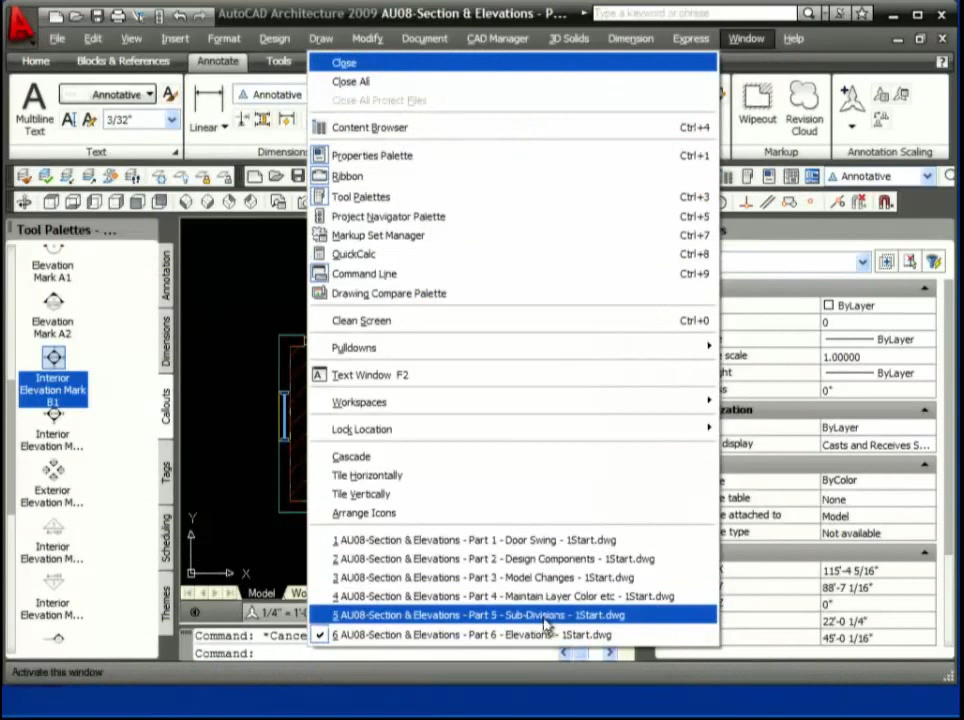 AutoCAD Architecture 2009 AU08-Section & Elevations - P...
Type a keyword or phrase
File Edit View Insert Format Design Draw Modify Document CAD Manager 3D Solids Dimension Express Window Help
Home Blocks & References Annotate Tools
Close
Close All
Close All Project Files
Content Browser Ctrl+4
Properties Palette Ctrl+1
Ribbon
Tool Palettes Ctrl+3
Project Navigator Palette Ctrl+5
Markup Set Manager Ctrl+7
QuickCalc Ctrl+8
Command Line Ctrl+9
Drawing Compare Palette
Clean Screen Ctrl+0
Pulldowns
Text Window F2
Workspaces
Lock Location
Cascade
Tile Horizontally
Tile Vertically
Arrange Icons
1 AU08-Section & Elevations - Part 1 - Door Swing - 1Start.dwg
2 AU08-Section & Elevations - Part 2 - Design Components - 1Start.dwg
3 AU08-Section & Elevations - Part 3 - Model Changes - 1Start.dwg
4 AU08-Section & Elevations - Part 4 - Maintain Layer Color etc - 1Start.dwg
5 AU08-Section & Elevations - Part 5 - Sub-Divisions - 1Start.dwg
6 AU08-Section & Elevations - Part 6 - Elevations - 1Start.dwg
Multiline
Text
Annotative
3/32"
Text
Linear
Annotative
Dimensions
Wipeout
Revision
Cloud
Markup
Annotation Scaling
Annotative
Tool Palettes - ...
Elevation
Mark A1
Elevation
Mark A2
Interior
Elevation Mark
B1
Interior
Elevation M...
Exterior
Elevation M...
Interior
Elevation M...
Interior
Elevation M...
Annotation
Dimensions
Callouts
Tags
Scheduling
Themes
Y
X
Model
1/4" = 1'-
Command: *Cance
Command:
Activate this window
ByLayer
0
ByLayer
scale 1.00000
ByLayer
0"
ByLayer
display Casts and Receives S...
ByColor
table None
attached to Model
type Not available
115'-4 5/16"
88'-7 1/16"
0"
22'-0 1/4"
45'-0 1/16"